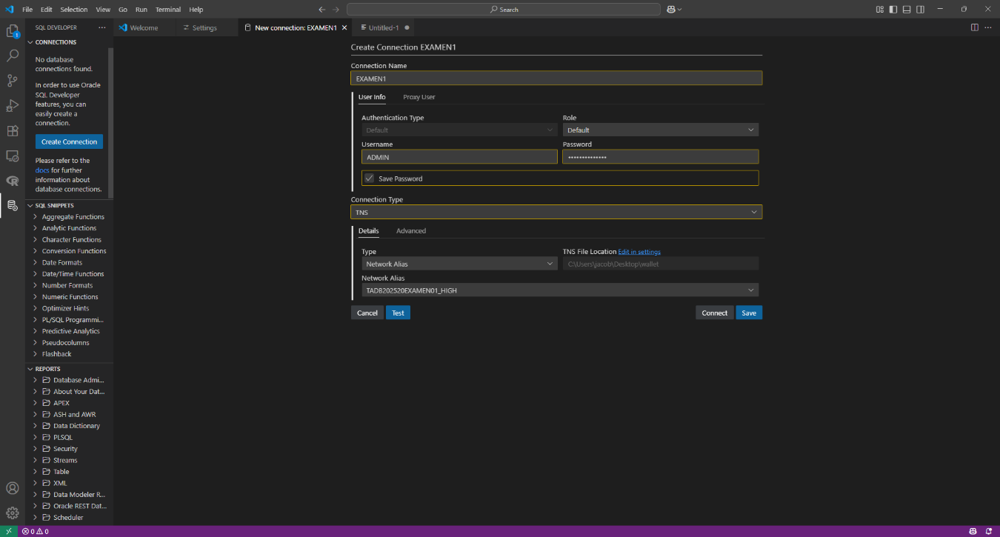 File Edit Selection View Go Run Terminal Help
Search
SQL DEVELOPER
Welcome
Settings
New connection: EXAMEN1
Untitled-1
1
CONNECTIONS
No database
connections found.
In order to use Oracle
SQL Developer
features, you can
easily create a
connection.
Create Connection
Please refer to the
docs for further
information about
database connections.
SQL SNIPPETS
Aggregate Functions
Analytic Functions
Character Functions
Conversion Functions
Date Formats
Date/Time Functions
Number Formats
Numeric Functions
Optimizer Hints
PL/SQL Programmi...
Predictive Analytics
Pseudocolumns
Flashback
REPORTS
Database Admi...
About Your Dat...
APEX
ASH and AWR
Data Dictionary
PLSQL
Security
Streams
Table
XML
Data Modeler R...
Oracle REST Dat...
Scheduler
Create Connection EXAMEN1
Connection Name
EXAMEN1
User Info Proxy User
Authentication Type Role
Default Default
Username Password
ADMIN ••••••••••••••
Save Password
Connection Type
TNS
Details Advanced
Type TNS File Location Edit in settings
Network Alias C:\Users\jacob\Desktop\wallet
Network Alias
TADB202520EXAMEN01_HIGH
Cancel Test Connect Save
0 0